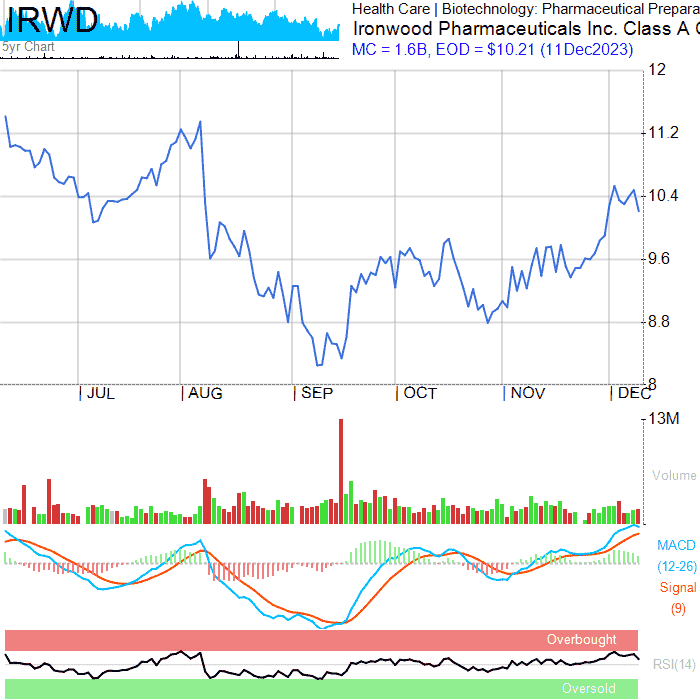 IRWD
Health Care | Biotechnology: Pharmaceutical Prepara
Ironwood Pharmaceuticals Inc. Class A
5yr Chart
MC = 1.6B, EOD = $10.21 (11Dec2023)
12
11.2
10.4
9.6
8.8
8
| JUL | AUG | SEP | OCT | NOV | DEC
13M
Volume
MACD
(12-26)
Signal
(9)
Overbought
RSI(14)
Oversold